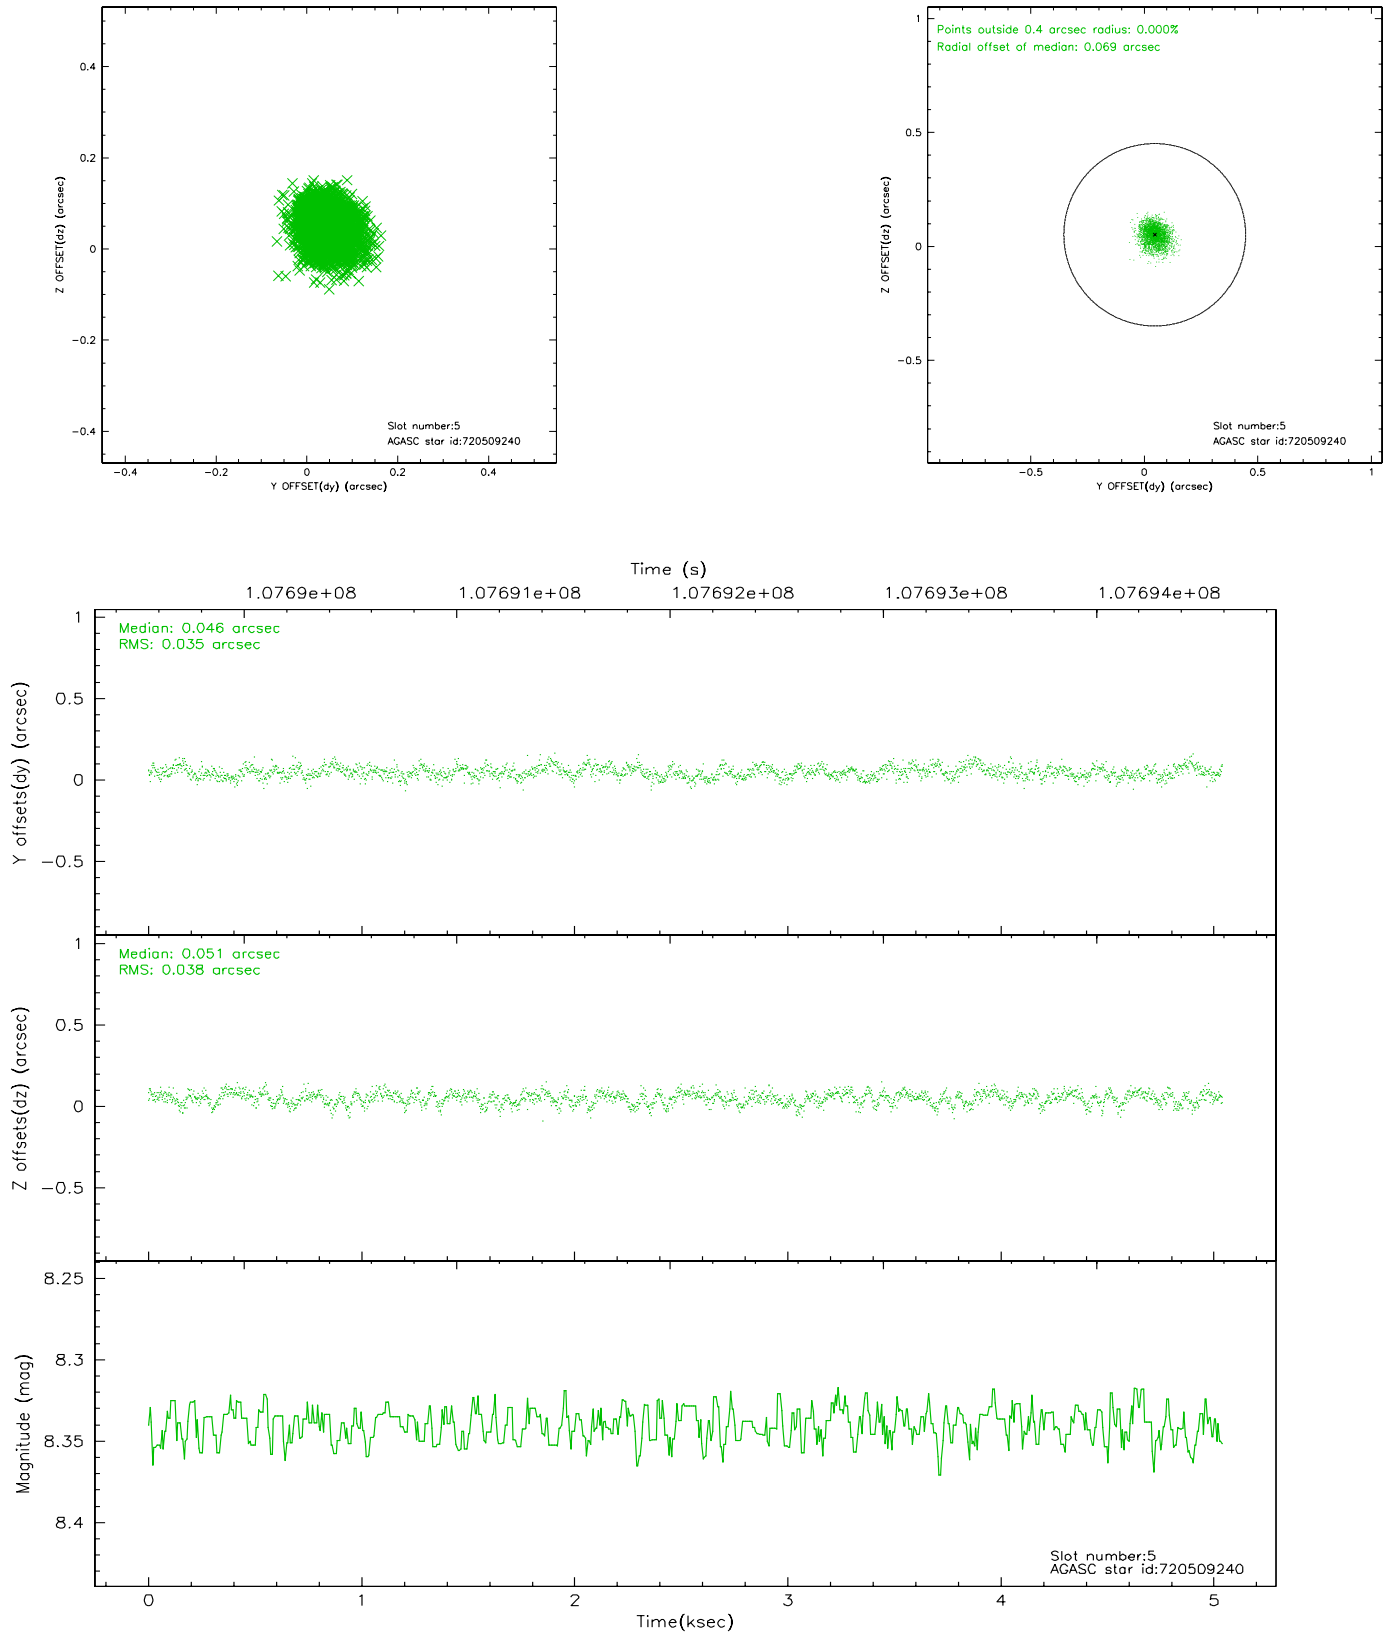 0.4
0.2
0
−0.2
−0.4
Z OFFSET(dz) (arcsec)
Slot number:5
AGASC star id:720509240
−0.4
−0.2
0
0.2
0.4
Y OFFSET(dy) (arcsec)
Points outside 0.4 arcsec radius: 0.000%
Radial offset of median: 0.069 arcsec
1
0.5
0
−0.5
Z OFFSET(dz) (arcsec)
Slot number:5
AGASC star id:720509240
−0.5
0
0.5
1
Y OFFSET(dy) (arcsec)
Time (s)
1.0769e+08
1.07691e+08
1.07692e+08
1.07693e+08
1.07694e+08
Median: 0.046 arcsec
RMS: 0.035 arcsec
1
0.5
0
−0.5
Y offsets(dy) (arcsec)
Median: 0.051 arcsec
RMS: 0.038 arcsec
1
0.5
0
−0.5
Z offsets(dz) (arcsec)
8.25
8.3
8.35
8.4
Magnitude (mag)
Slot number:5
AGASC star id:720509240
0
1
2
3
4
5
Time(ksec)